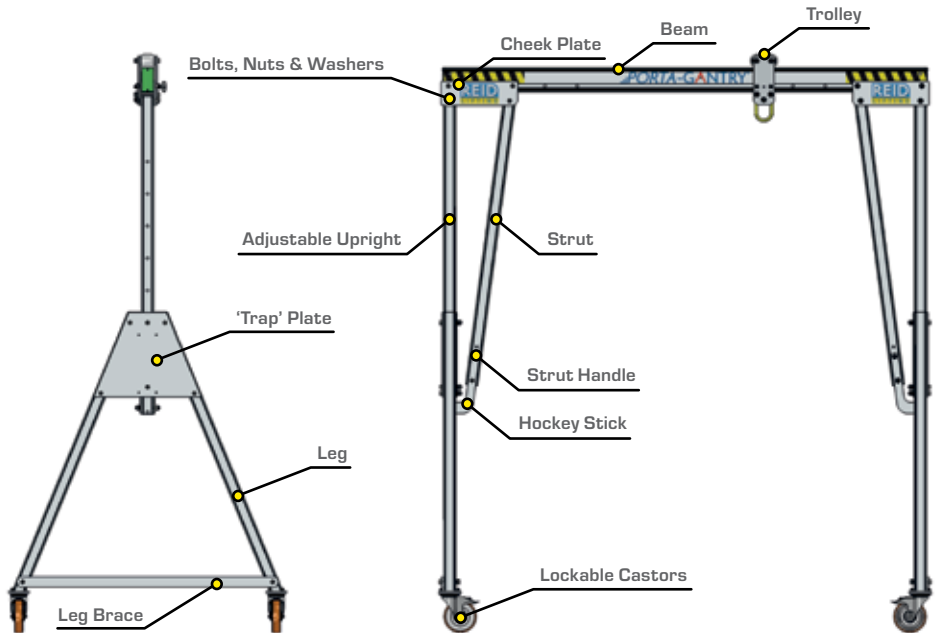 Trolley
Beam
Cheek Plate
Bolts, Nuts & Washers
PORTA-GANTRY
REID
REID
Adjustable Upright
Strut
'Trap' Plate
Strut Handle
Hockey Stick
Leg
Lockable Castors
Leg Brace